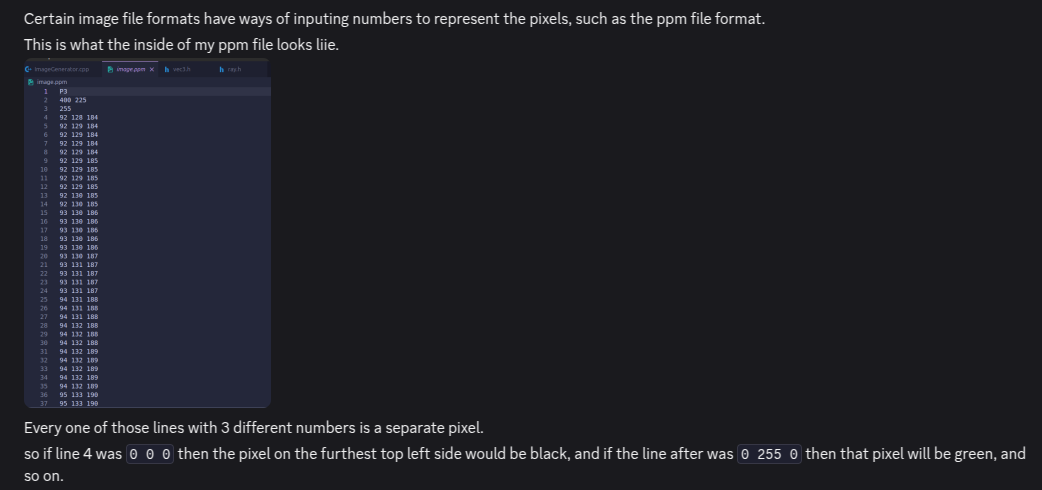 Certain image file formats have ways of inputing numbers to represent the pixels, such as the ppm file format.
This is what the inside of my ppm file looks liie.
ImageGenerator.cpp image.ppm × vec3.h ray.h
image.ppm
1 P3
2 400 225
3 255
4 92 128 184
5 92 129 184
6 92 129 184
7 92 129 184
8 92 129 184
9 92 129 185
10 92 129 185
11 92 129 185
12 92 129 185
13 92 130 185
14 92 130 185
15 93 130 186
16 93 130 186
17 93 130 186
18 93 130 186
19 93 130 186
20 93 130 187
21 93 131 187
22 93 131 187
23 93 131 187
24 93 131 187
25 94 131 188
26 94 131 188
27 94 131 188
28 94 132 188
29 94 132 188
30 94 132 188
31 94 132 189
32 94 132 189
33 94 132 189
34 94 132 189
35 94 132 189
36 95 133 190
37 95 133 190
Every one of those lines with 3 different numbers is a separate pixel.
so if line 4 was 0 0 0 then the pixel on the furthest top left side would be black, and if the line after was 0 255 0 then that pixel will be green, and
so on.